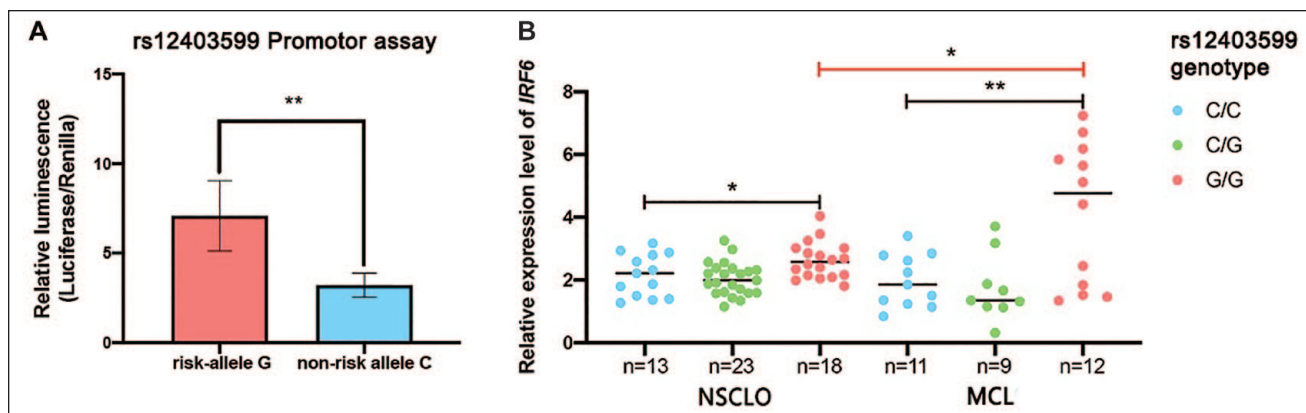 A
rs12403599 Promotor assay
Relative luminescence
(Luciferase/Renilla)
15
10
5
0
**
risk-allele G
non-risk allele C
B
Relative expression level of IRF6
8
6
4
2
0
*
*
**
n=13
n=23
n=18
n=11
n=9
n=12
NSCLO
MCL
rs12403599
genotype
C/C
C/G
G/G